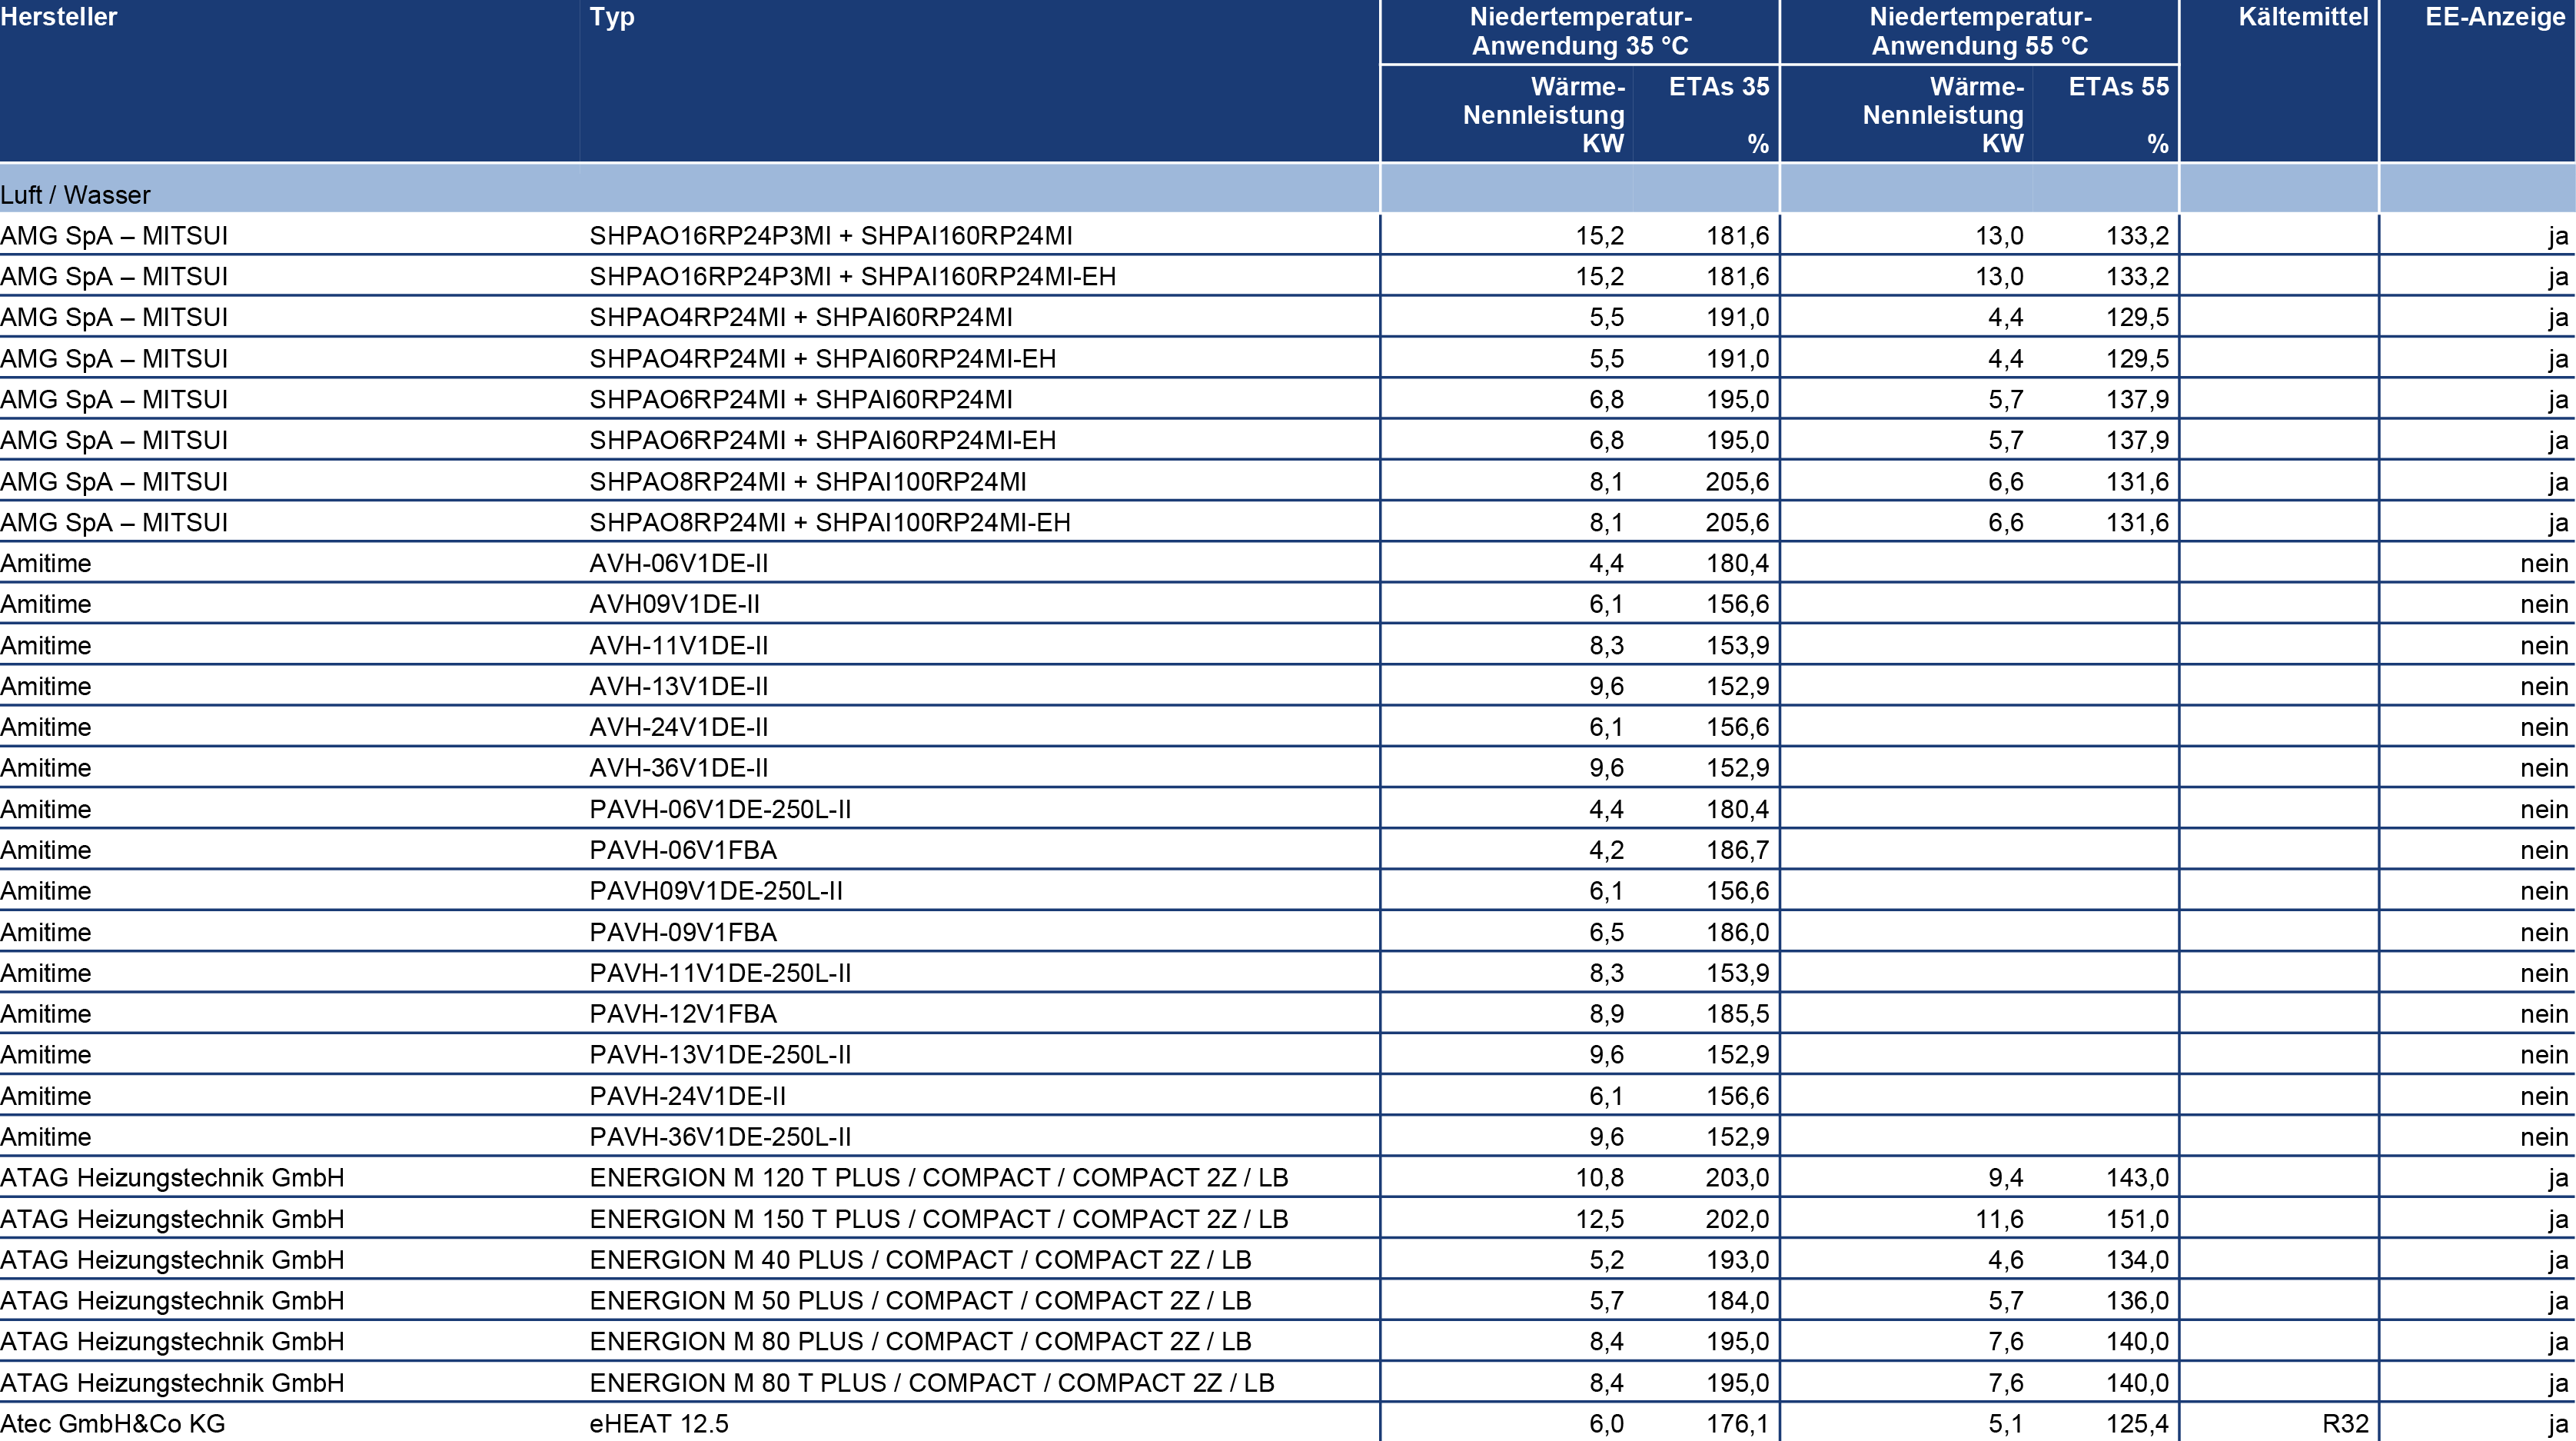 Hersteller Typ Niedertemperatur- Niedertemperatur- Kältemittel EE-Anzeige
Anwendung 35 °C Anwendung 55 °C
Wärme- ETAs 35 Wärme- ETAs 55
Nennleistung Nennleistung
KW % KW %
Luft / Wasser
AMG SpA – MITSUI SHPAO16RP24P3MI + SHPAI160RP24MI 15,2 181,6 13,0 133,2 ja
AMG SpA – MITSUI SHPAO16RP24P3MI + SHPAI160RP24MI-EH 15,2 181,6 13,0 133,2 ja
AMG SpA – MITSUI SHPAO4RP24MI + SHPAI60RP24MI 5,5 191,0 4,4 129,5 ja
AMG SpA – MITSUI SHPAO4RP24MI + SHPAI60RP24MI-EH 5,5 191,0 4,4 129,5 ja
AMG SpA – MITSUI SHPAO6RP24MI + SHPAI60RP24MI 6,8 195,0 5,7 137,9 ja
AMG SpA – MITSUI SHPAO6RP24MI + SHPAI60RP24MI-EH 6,8 195,0 5,7 137,9 ja
AMG SpA – MITSUI SHPAO8RP24MI + SHPAI100RP24MI 8,1 205,6 6,6 131,6 ja
AMG SpA – MITSUI SHPAO8RP24MI + SHPAI100RP24MI-EH 8,1 205,6 6,6 131,6 ja
Amitime AVH-06V1DE-II 4,4 180,4 nein
Amitime AVH09V1DE-II 6,1 156,6 nein
Amitime AVH-11V1DE-II 8,3 153,9 nein
Amitime AVH-13V1DE-II 9,6 152,9 nein
Amitime AVH-24V1DE-II 6,1 156,6 nein
Amitime AVH-36V1DE-II 9,6 152,9 nein
Amitime PAVH-06V1DE-250L-II 4,4 180,4 nein
Amitime PAVH-06V1FBA 4,2 186,7 nein
Amitime PAVH09V1DE-250L-II 6,1 156,6 nein
Amitime PAVH-09V1FBA 6,5 186,0 nein
Amitime PAVH-11V1DE-250L-II 8,3 153,9 nein
Amitime PAVH-12V1FBA 8,9 185,5 nein
Amitime PAVH-13V1DE-250L-II 9,6 152,9 nein
Amitime PAVH-24V1DE-II 6,1 156,6 nein
Amitime PAVH-36V1DE-250L-II 9,6 152,9 nein
ATAG Heizungstechnik GmbH ENERGION M 120 T PLUS / COMPACT / COMPACT 2Z / LB 10,8 203,0 9,4 143,0 ja
ATAG Heizungstechnik GmbH ENERGION M 150 T PLUS / COMPACT / COMPACT 2Z / LB 12,5 202,0 11,6 151,0 ja
ATAG Heizungstechnik GmbH ENERGION M 40 PLUS / COMPACT / COMPACT 2Z / LB 5,2 193,0 4,6 134,0 ja
ATAG Heizungstechnik GmbH ENERGION M 50 PLUS / COMPACT / COMPACT 2Z / LB 5,7 184,0 5,7 136,0 ja
ATAG Heizungstechnik GmbH ENERGION M 80 PLUS / COMPACT / COMPACT 2Z / LB 8,4 195,0 7,6 140,0 ja
ATAG Heizungstechnik GmbH ENERGION M 80 T PLUS / COMPACT / COMPACT 2Z / LB 8,4 195,0 7,6 140,0 ja
Atec GmbH&Co KG eHEAT 12.5 6,0 176,1 5,1 125,4 R32 ja